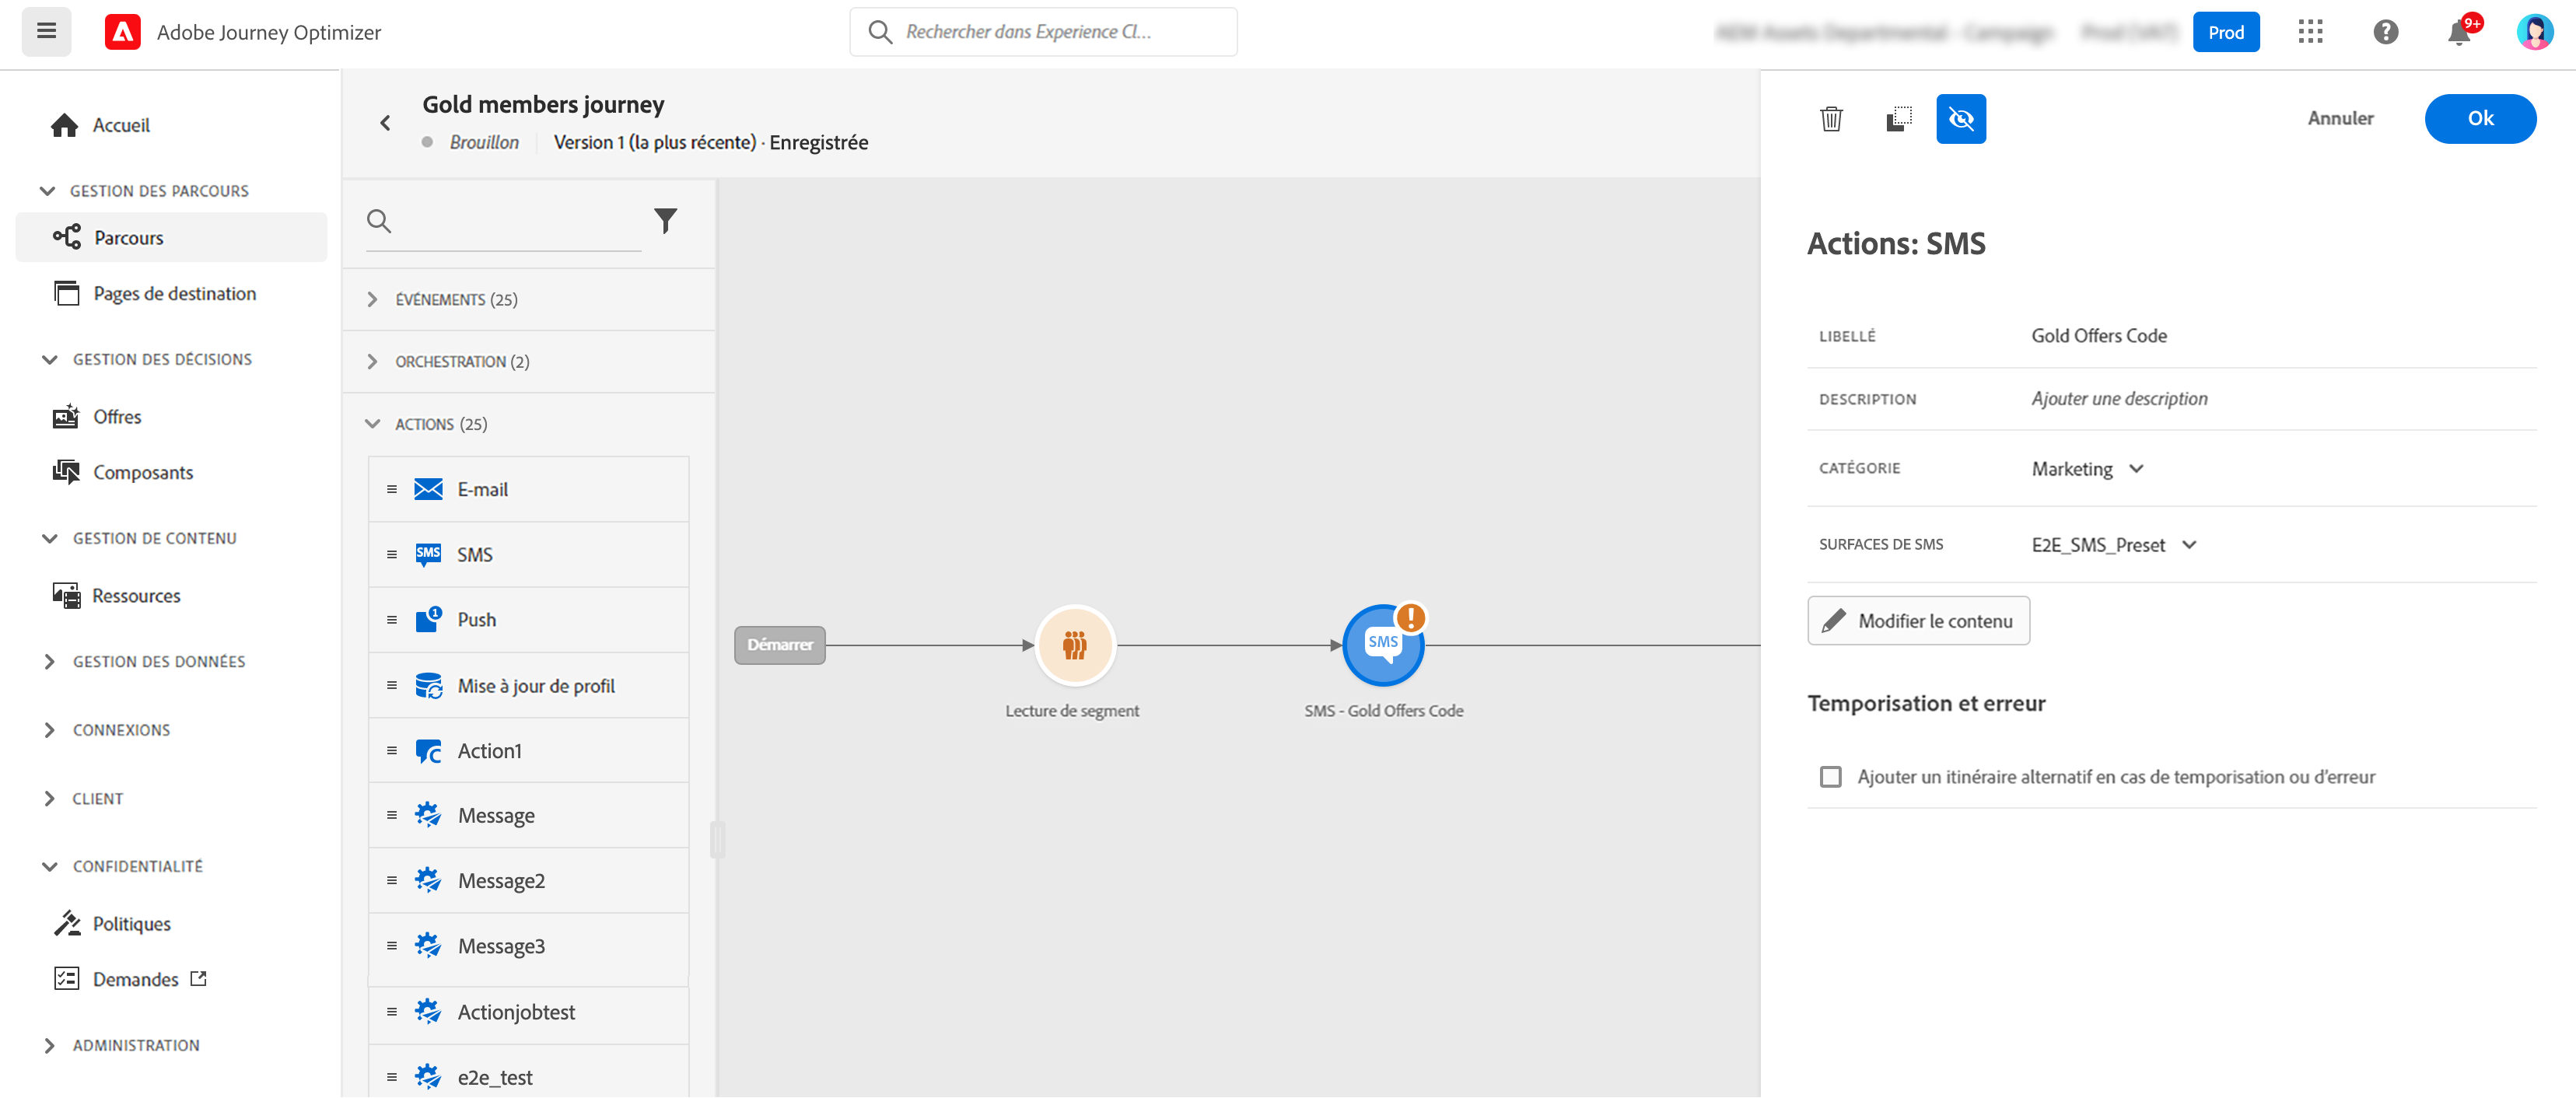 Adobe Journey Optimizer
Rechercher dans Experience Cl...
Prod
9+
Accueil
GESTION DES PARCOURS
Parcours
Pages de destination
GESTION DES DÉCISIONS
Offres
Composants
GESTION DE CONTENU
Ressources
GESTION DES DONNÉES
CONNEXIONS
CLIENT
CONFIDENTIALITÉ
Politiques
Demandes
ADMINISTRATION
Gold members journey
Brouillon
Version 1 (la plus récente) · Enregistrée
ÉVÉNEMENTS (25)
ORCHESTRATION (2)
ACTIONS (25)
E-mail
SMS SMS
1 Push
Mise à jour de profil
Action1
Message
Message2
Message3
Actionjobtest
e2e_test
Démarrer
Lecture de segment
SMS
SMS - Gold Offers Code
Annuler
Ok
Actions: SMS
LIBELLÉ Gold Offers Code
DESCRIPTION Ajouter une description
CATÉGORIE Marketing
SURFACES DE SMS E2E_SMS_Preset
Modifier le contenu
Temporisation et erreur
Ajouter un itinéraire alternatif en cas de temporisation ou d'erreur